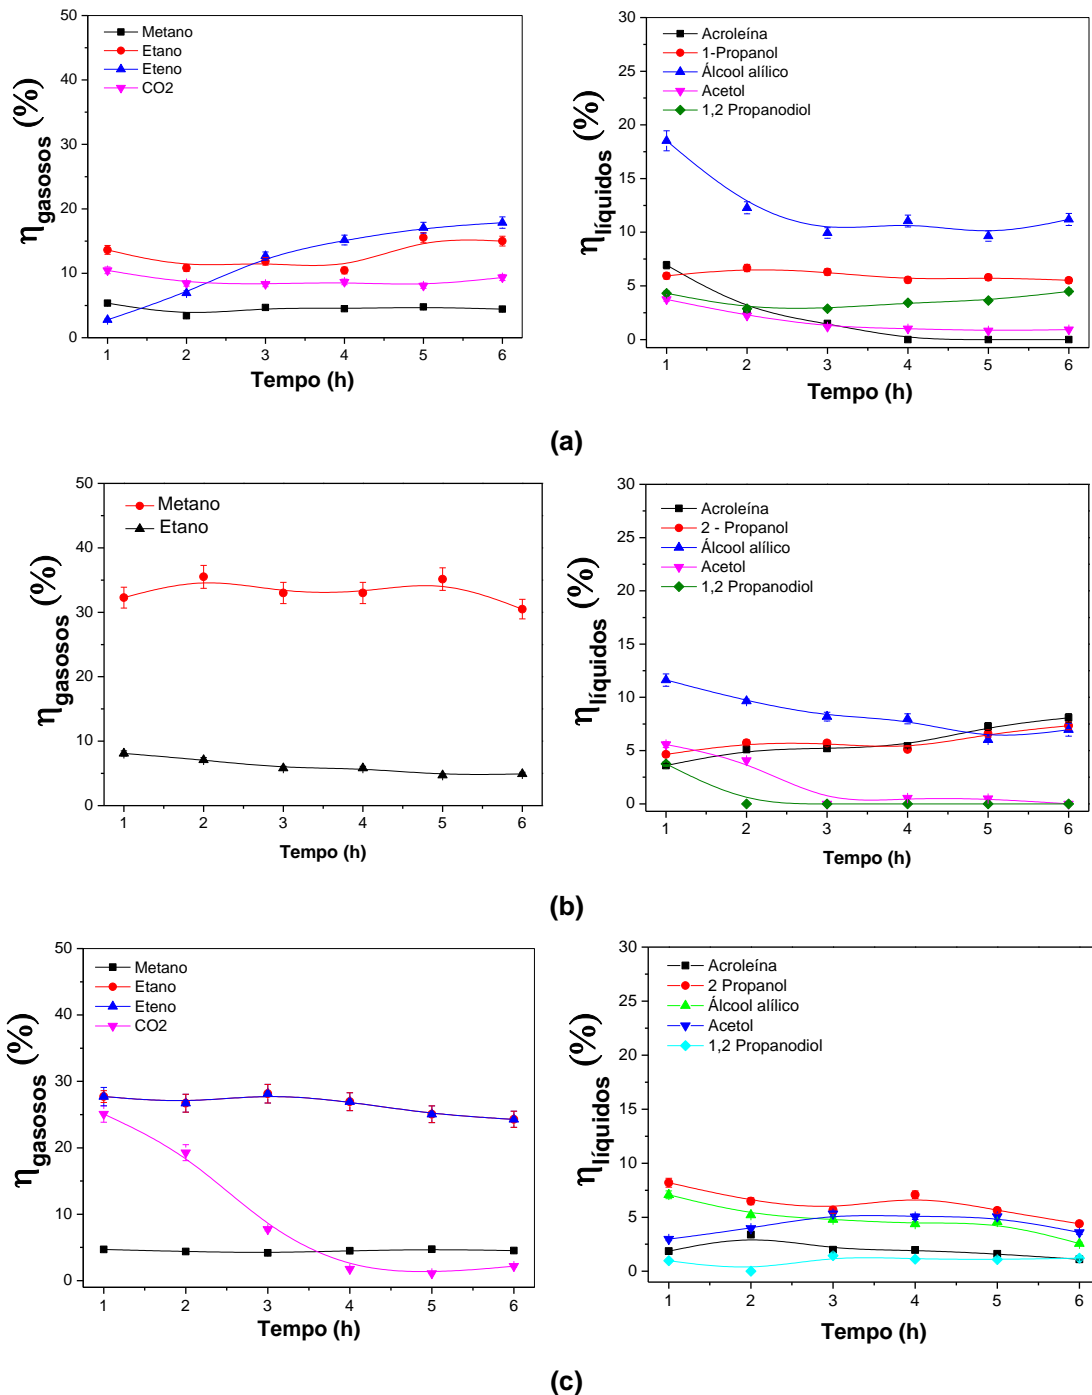 50
40
30
20
10
0
Metano
Etano
Eteno
CO2
ηgasosos (%)
1 2 3 4 5 6
Tempo (h)
30
25
20
15
10
5
0
Acroleína
1-Propanol
Álcool alílico
Acetol
1,2 Propanodiol
ηlíquidos (%)
1 2 3 4 5 6
Tempo (h)
(a)
50
40
30
20
10
0
Metano
Etano
ηgasosos (%)
1 2 3 4 5 6
Tempo (h)
30
25
20
15
10
5
0
Acroleína
2 - Propanol
Álcool alílico
Acetol
1,2 Propanodiol
ηlíquidos (%)
1 2 3 4 5 6
Tempo (h)
(b)
50
40
30
20
10
0
Metano
Etano
Eteno
CO2
ηgasosos (%)
1 2 3 4 5 6
Tempo (h)
30
25
20
15
10
5
0
Acroleína
2 Propanol
Álcool alílico
Acetol
1,2 Propanodiol
ηlíquidos (%)
1 2 3 4 5 6
Tempo (h)
(c)